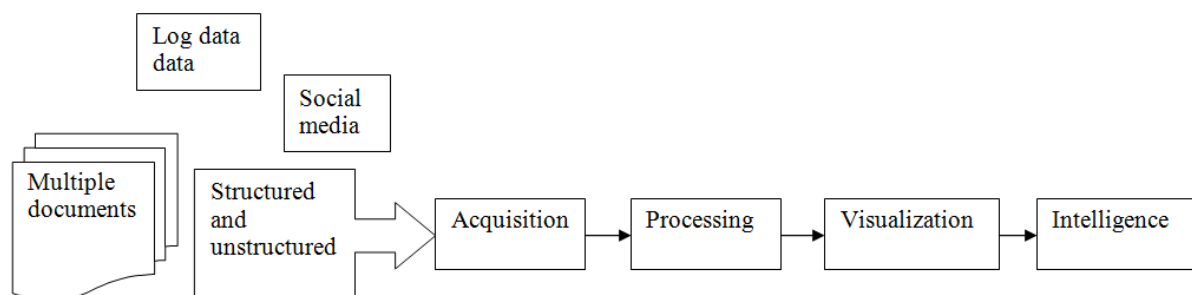 Log data
data
Social
media
Multiple
documents
Structured
and
unstructured
Acquisition
Processing
Visualization
Intelligence